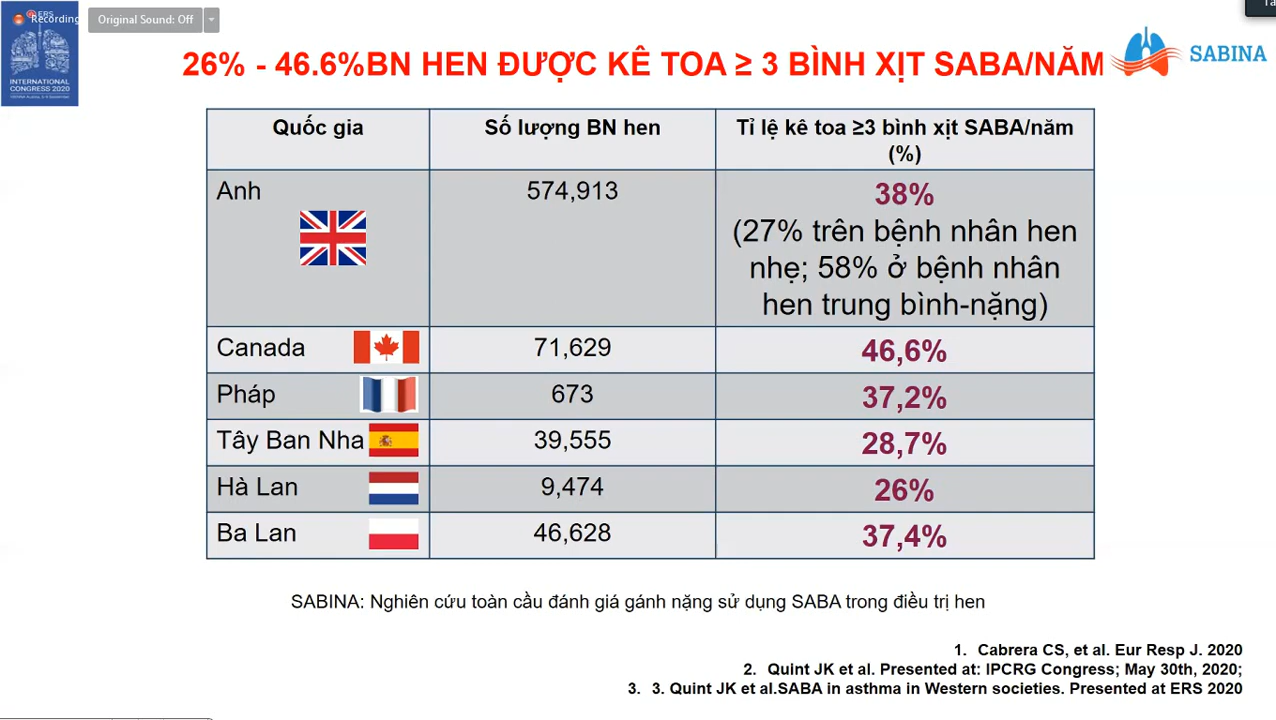 Recording
Original Sound: Off
ERS
INTERNATIONAL
CONGRESS 2020
26% - 46.6%BN HEN ĐƯỢC KÊ TOA ≥ 3 BÌNH XỊT SABA/NĂM
SABINA
Quốc gia
Số lượng BN hen
Tỉ lệ kê toa ≥3 bình xịt SABA/năm
(%)
Anh
574,913
38%
(27% trên bệnh nhân hen
nhẹ; 58% ở bệnh nhân
hen trung bình-nặng)
Canada
71,629
46,6%
Pháp
673
37,2%
Tây Ban Nha
39,555
28,7%
Hà Lan
9,474
26%
Ba Lan
46,628
37,4%
SABINA: Nghiên cứu toàn cầu đánh giá gánh nặng sử dụng SABA trong điều trị hen
1. Cabrera CS, et al. Eur Resp J. 2020
2. Quint JK et al. Presented at: IPCRG Congress; May 30th, 2020;
3. 3. Quint JK et al.SABA in asthma in Western societies. Presented at ERS 2020